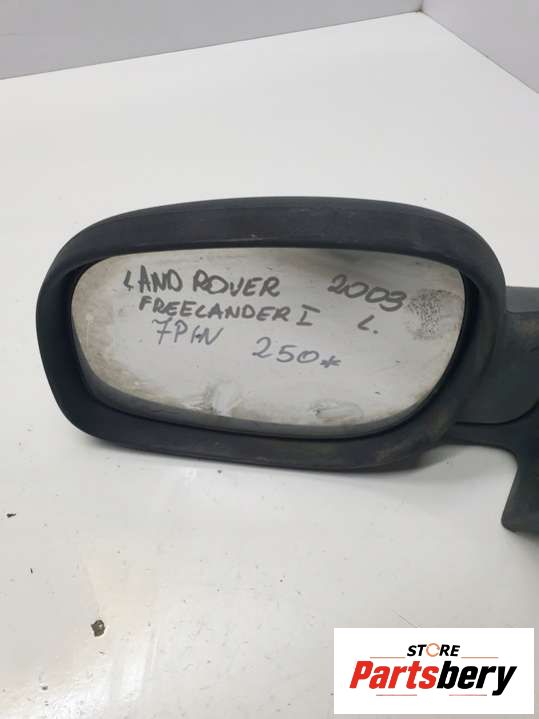 LAND ROVER 2003
FREELANDER I L.
7PIN 250*
STORE
Partsbery